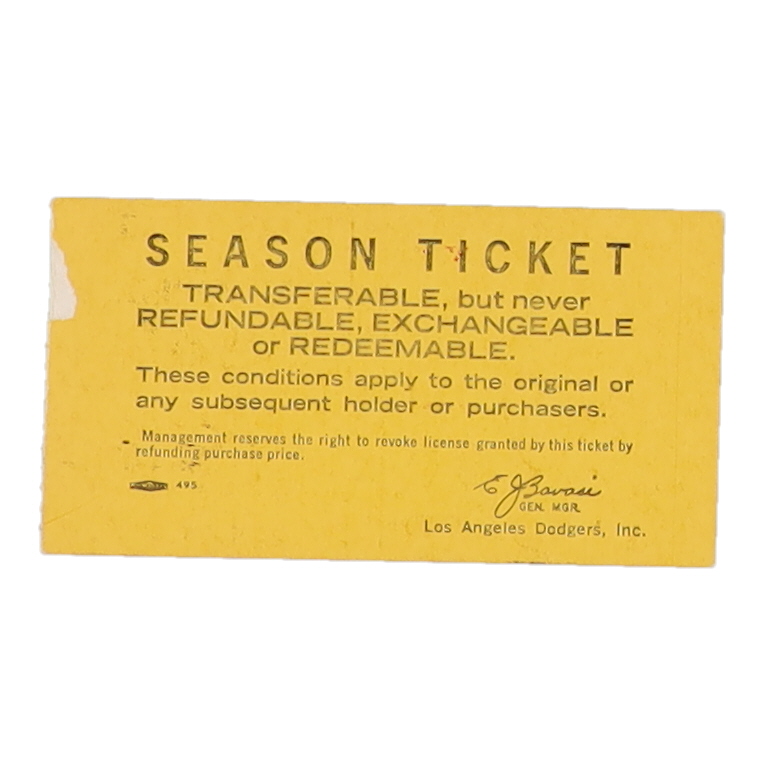 SEASON TICKET
TRANSFERABLE, but never
REFUNDABLE, EXCHANGEABLE
or REDEEMABLE.
These conditions apply to the original or
any subsequent holder or purchasers.
Management reserves the right to revoke license granted by this ticket by
refunding purchase price.
495
E J Bavasi
GEN. MGR.
Los Angeles Dodgers, Inc.